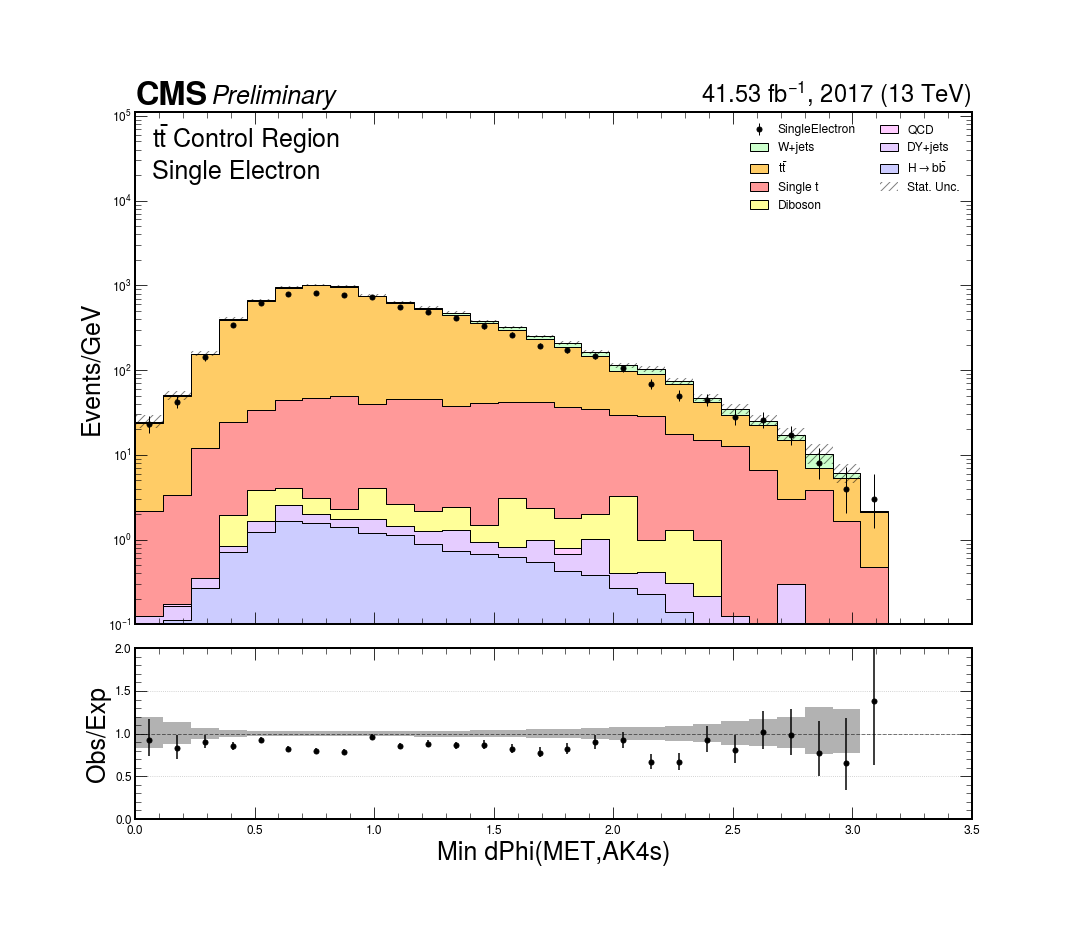 CMS Preliminary 41.53 fb⁻¹, 2017 (13 TeV)
tt̄ Control Region
Single Electron
SingleElectron
W+jets
tt̄
Single t
Diboson
QCD
DY+jets
H→bb̄
Stat. Unc.
Events/GeV
10⁵
10⁴
10³
10²
10¹
10⁰
10⁻¹
Obs/Exp
2.0
1.5
1.0
0.5
0.0
0.0 0.5 1.0 1.5 2.0 2.5 3.0 3.5
Min dPhi(MET,AK4s)